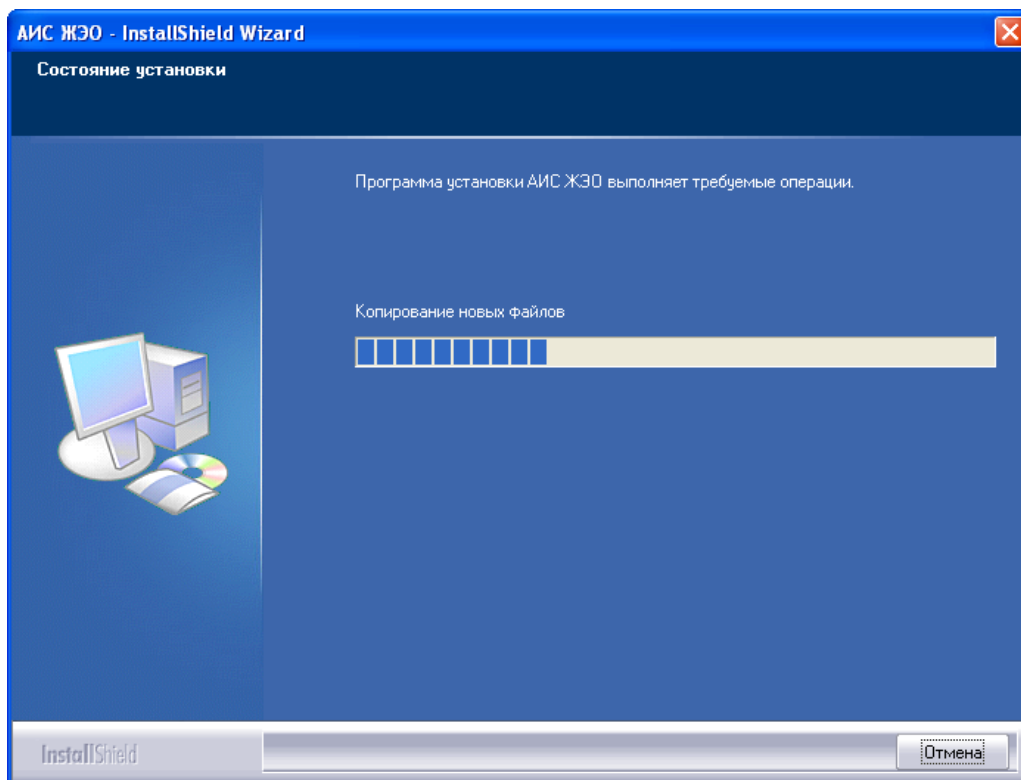 АИС ЖЭО - InstallShield Wizard
Состояние установки
Программа установки АИС ЖЭО выполняет требуемые операции.
Копирование новых файлов
InstallShield
Отмена